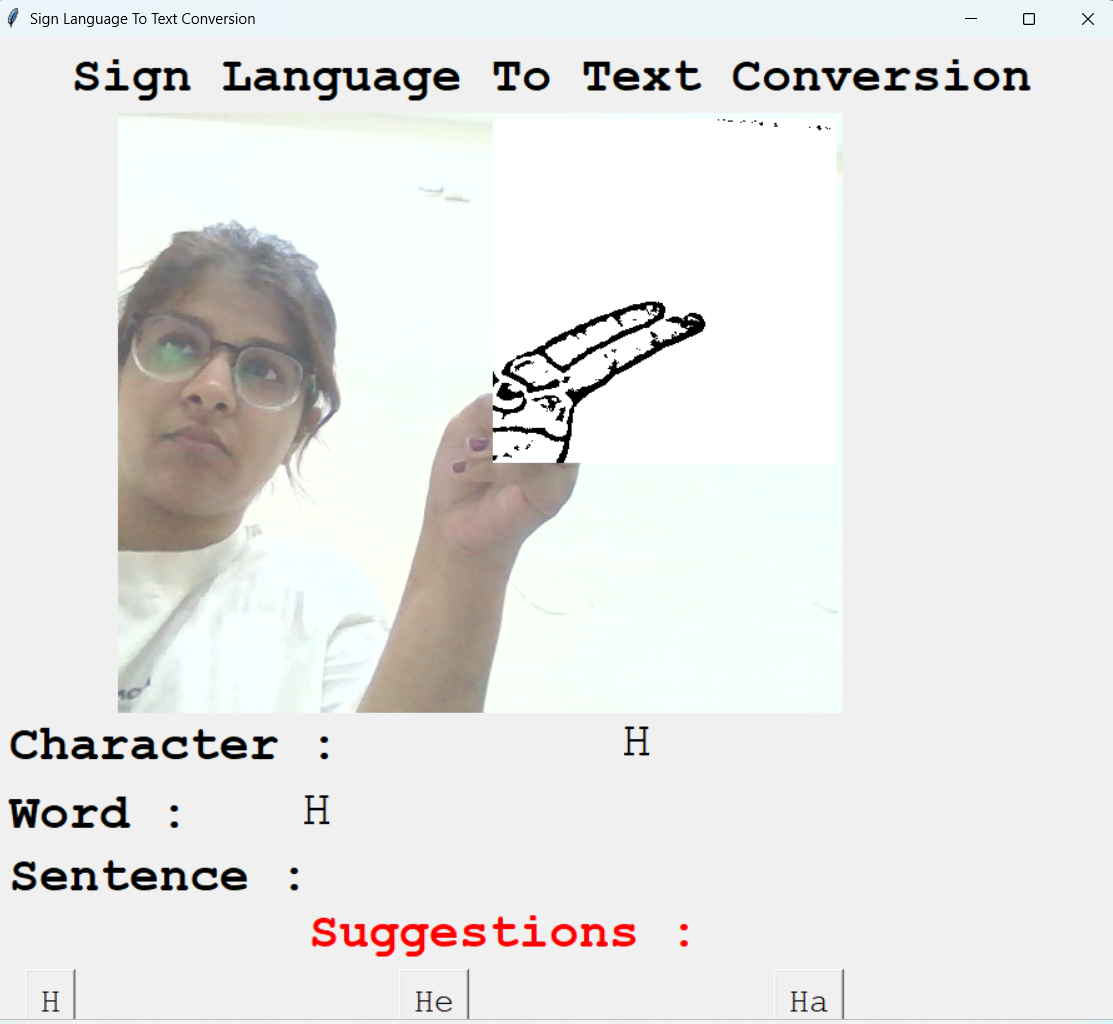 Sign Language To Text Conversion
Sign Language To Text Conversion
Character : H
Word : H
Sentence :
Suggestions :
H He Ha